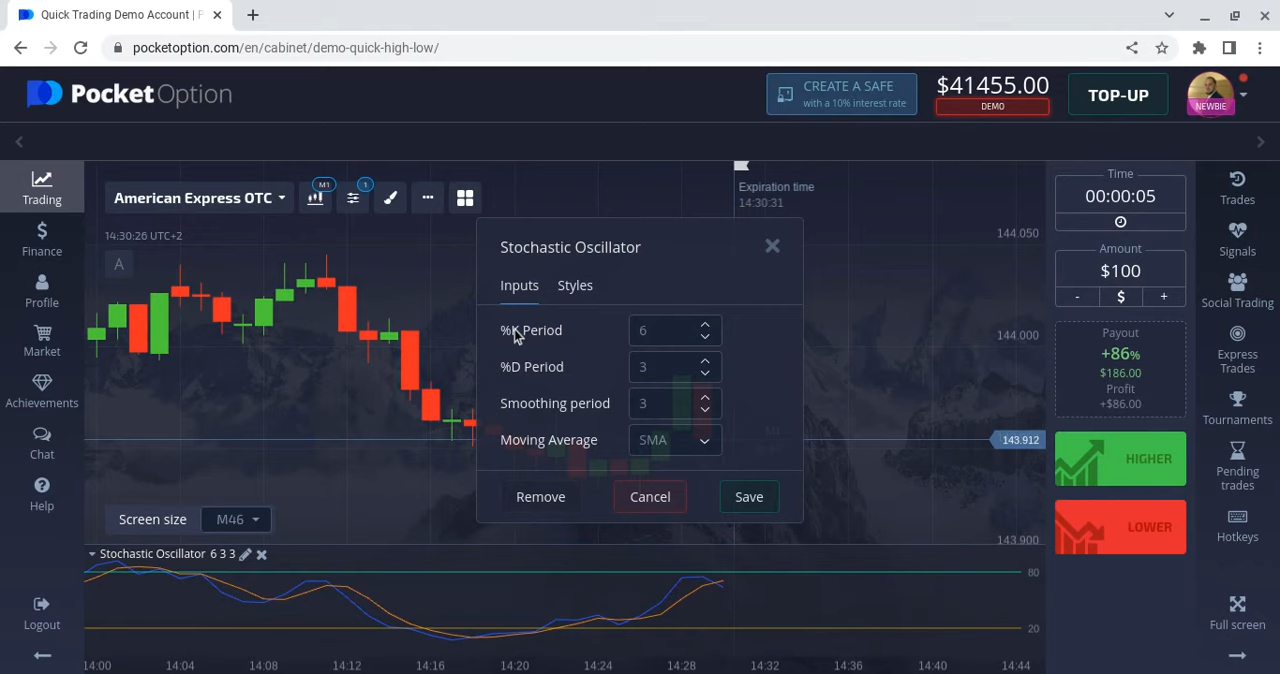 Quick Trading Demo Account |
pocketoption.com/en/cabinet/demo-quick-high-low/
PocketOption
CREATE A SAFE
with a 10% interest rate
$41455.00
DEMO
TOP-UP
NEWBIE
Trading
Finance
Profile
Market
Achievements
Chat
Help
Logout
American Express OTC
M1
1
14:30:26 UTC+2
A
Expiration time
14:30:31
144.050
144.000
143.912
143.900
Stochastic Oscillator
Inputs
Styles
%K Period
6
%D Period
3
Smoothing period
3
Moving Average
SMA
Remove
Cancel
Save
M1
Screen size
M46
Stochastic Oscillator 6 3 3
80
20
14:00
14:04
14:08
14:12
14:16
14:20
14:24
14:28
14:32
14:36
14:40
14:44
Time
00:00:05
Amount
$100
-
$
+
Payout
+86%
$186.00
Profit
+$86.00
HIGHER
LOWER
Trades
Signals
Social Trading
Express
Trades
Tournaments
Pending
trades
Hotkeys
Full screen